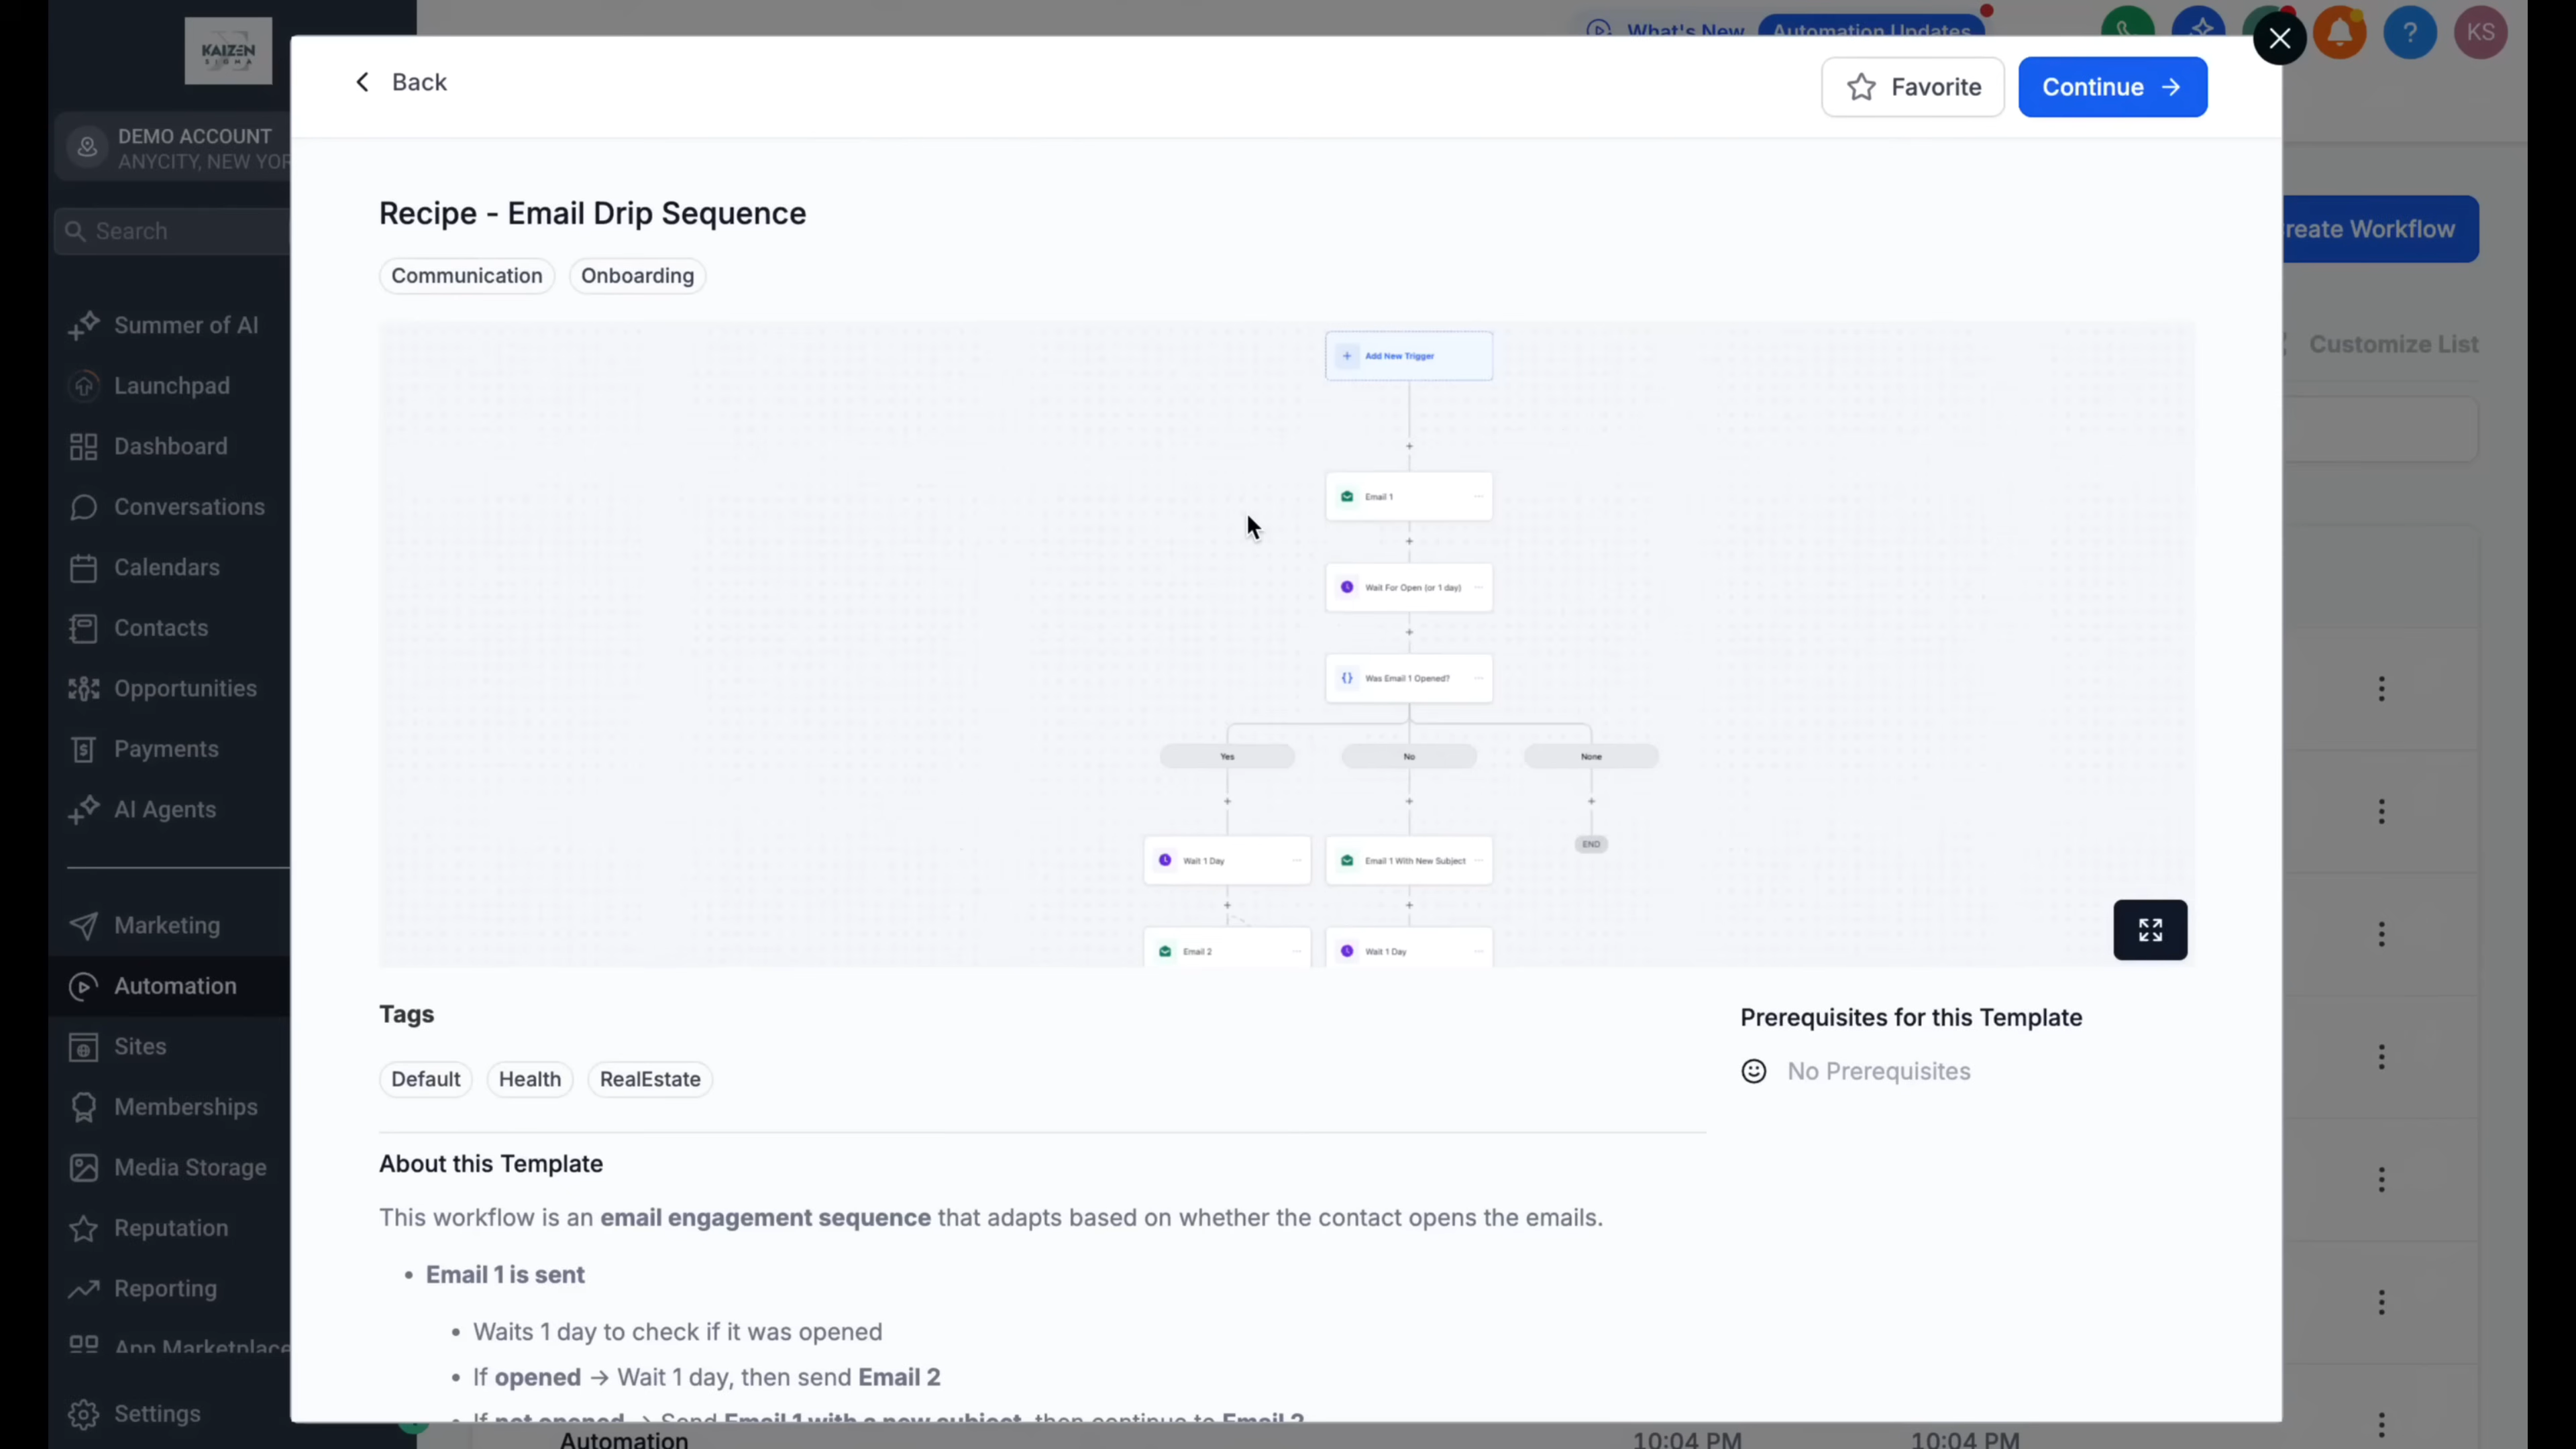 KAIZEN
SIGMA
What's New
Automation Updates
KS
Back
Favorite
Continue
DEMO ACCOUNT
ANYCITY, NEW YOR
Search
Recipe - Email Drip Sequence
reate Workflow
Communication
Onboarding
Summer of AI
Customize List
Add New Trigger
Launchpad
Dashboard
Email 1
Conversations
Calendars
Wait For Open (or 1 day)
Contacts
Was Email 1 Opened?
Opportunities
Payments
Yes
No
None
AI Agents
END
Wait 1 Day
Email 1 With New Subject
Marketing
Email 2
Wait 1 Day
Automation
Tags
Prerequisites for this Template
Sites
Default
Health
RealEstate
No Prerequisites
Memberships
About this Template
Media Storage
This workflow is an email engagement sequence that adapts based on whether the contact opens the emails.
Reputation
• Email 1 is sent
Reporting
• Waits 1 day to check if it was opened
App Marketplace
• If opened → Wait 1 day, then send Email 2
Settings
• If not opened → Send Email 1 with a new subject, then continue to Email 2
Automation
10:04 PM
10:04 PM